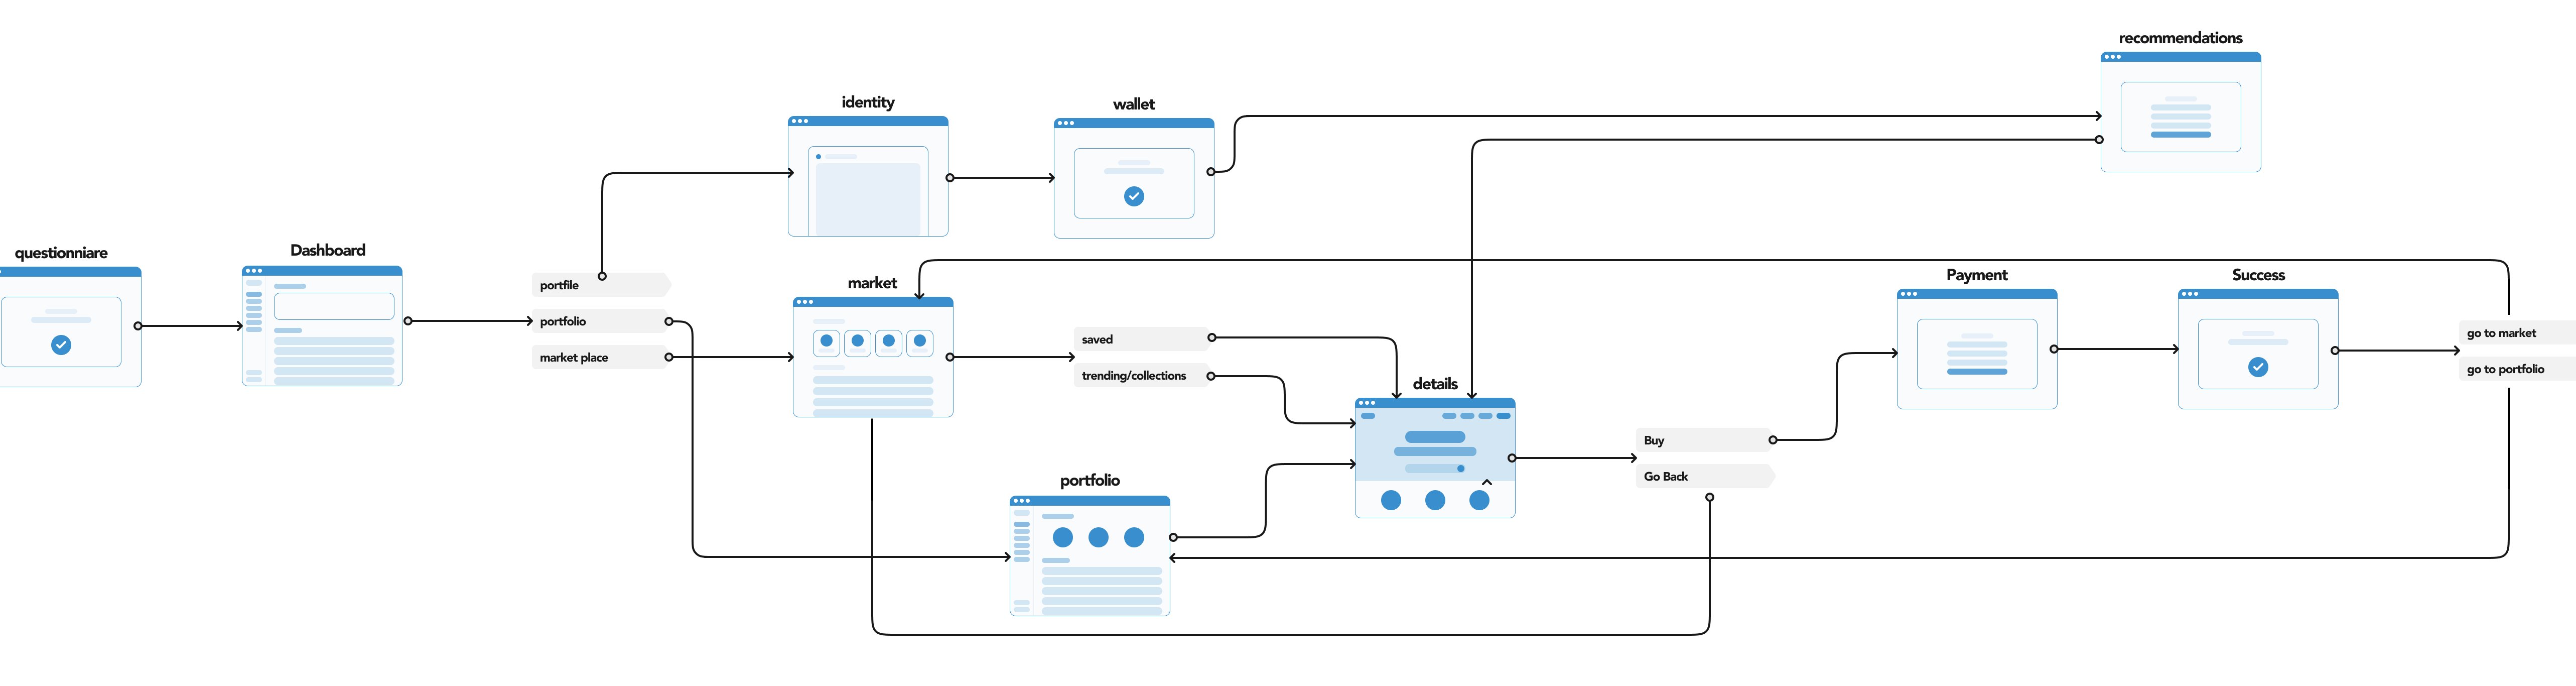 recommendations
identity
wallet
questionniare
Dashboard
portfile
portfolio
market place
market
saved
trending/collections
details
portfolio
Buy
Go Back
Payment
Success
go to market
go to portfolio